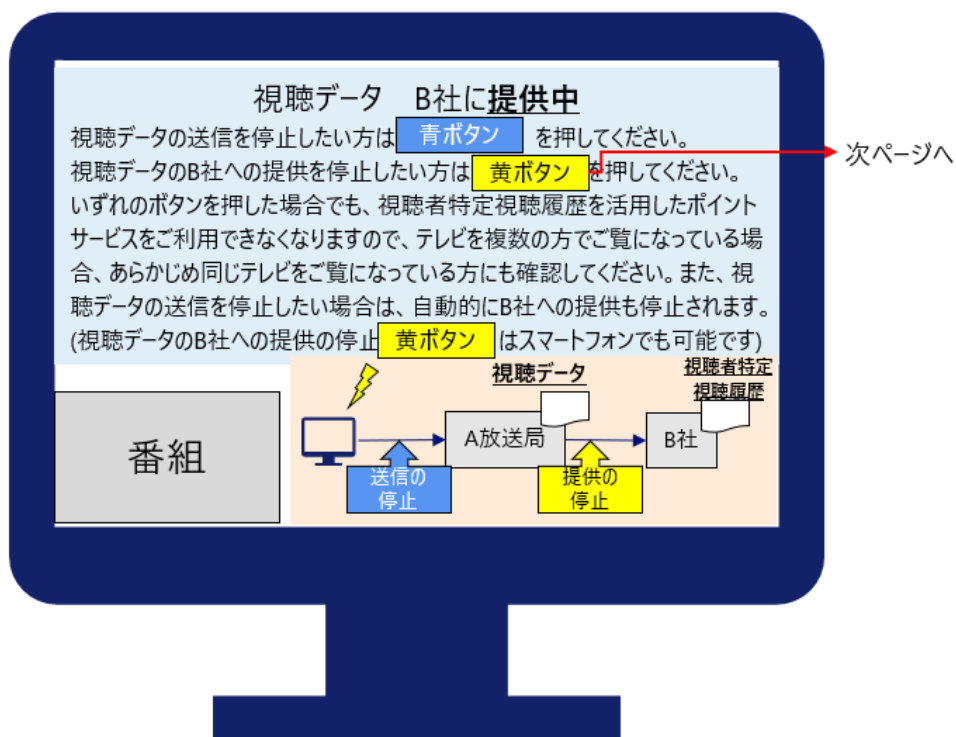 視聴データ　B社に提供中
視聴データの送信を停止したい方は 青ボタン を押してください。
視聴データのB社への提供を停止したい方は 黄ボタン を押してください。
次ページへ
いずれのボタンを押した場合でも、視聴者特定視聴履歴を活用したポイント
サービスをご利用できなくなりますので、テレビを複数の方でご覧になっている場
合、あらかじめ同じテレビをご覧になっている方にも確認してください。また、視
聴データの送信を停止したい場合は、自動的にB社への提供も停止されます。
(視聴データのB社への提供の停止 黄ボタン はスマートフォンでも可能です)
番組
視聴データ
視聴者特定
視聴履歴
A放送局
B社
送信の
停止
提供の
停止